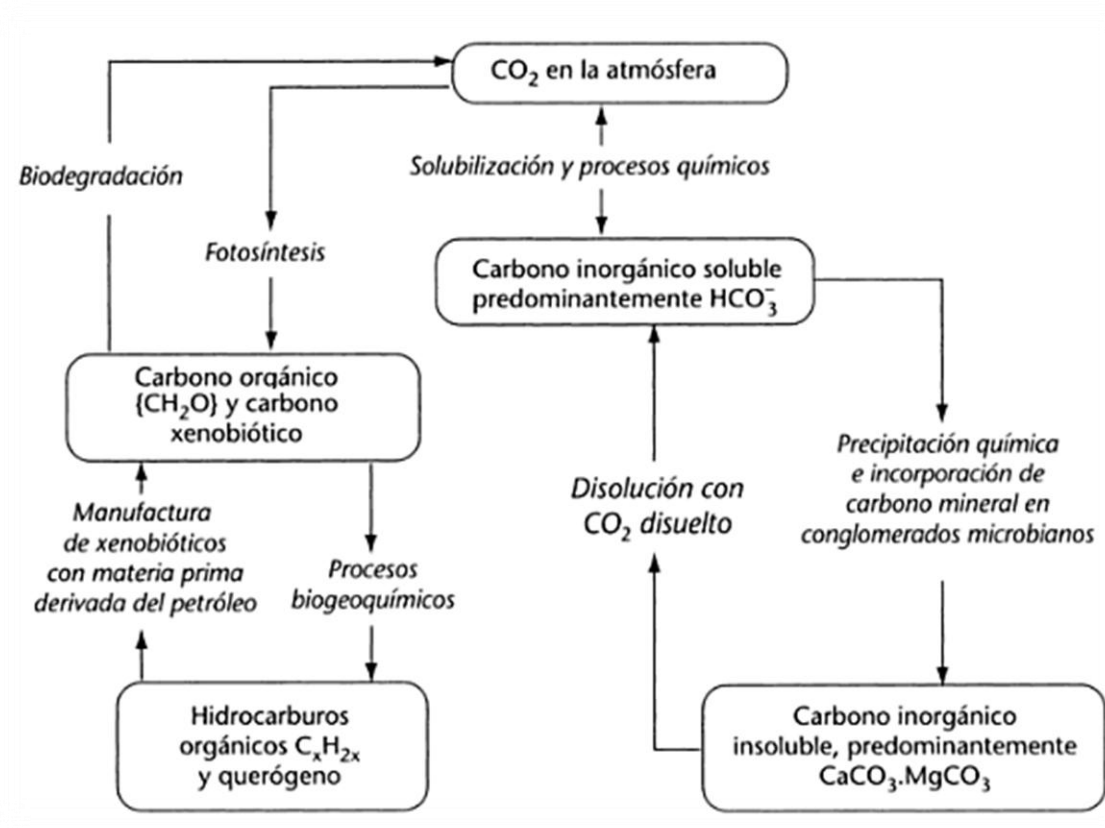 CO₂ en la atmósfera
Biodegradación
Solubilización y procesos químicos
Fotosíntesis
Carbono inorgánico soluble
predominantemente HCO₃⁻
Carbono orgánico
{CH₂O} y carbono
xenobiótico
Precipitación química
e incorporación de
carbono mineral en
conglomerados microbianos
Disolución con
CO₂ disuelto
Manufactura
de xenobióticos
con materia prima
derivada del petróleo
Procesos
biogeoquímicos
Hidrocarburos
orgánicos CₓH₂ₓ
y querógeno
Carbono inorgánico
insoluble, predominantemente
CaCO₃.MgCO₃